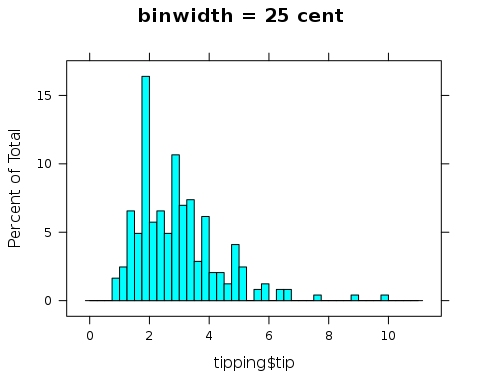 binwidth = 25 cent
Percent of Total
15
10
5
0
0 2 4 6 8 10
tipping$tip